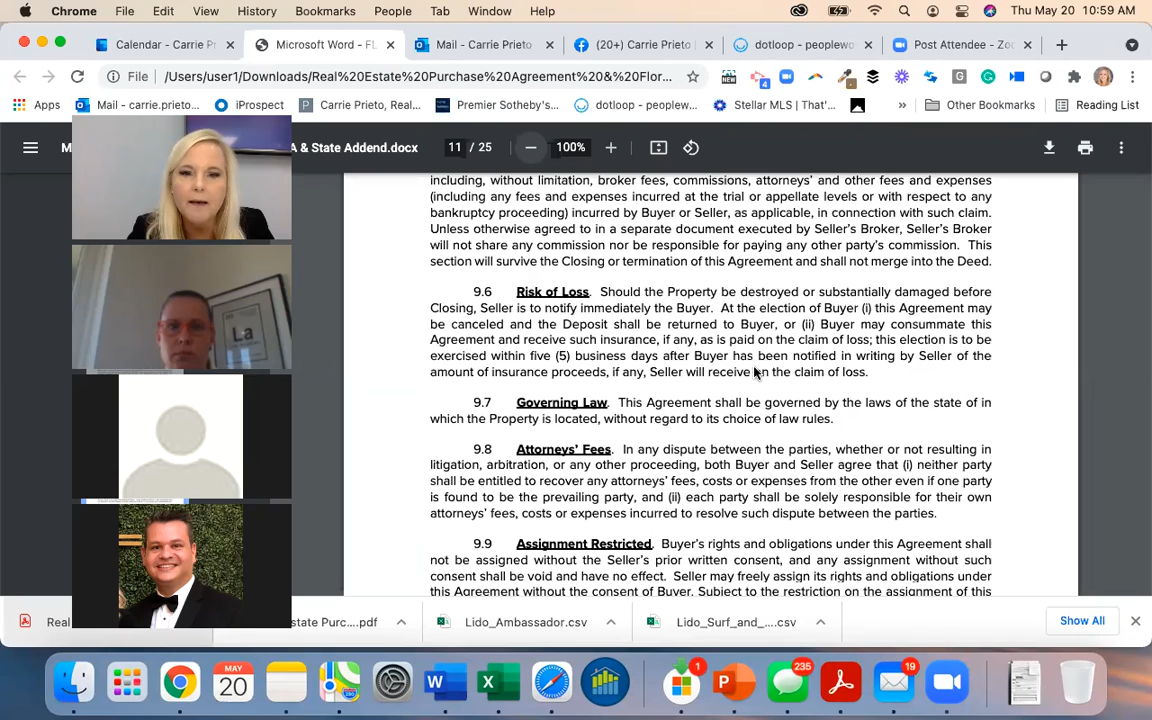 Chrome File Edit View History Bookmarks People Tab Window Help Thu May 20 10:59 AM
Calendar - Carrie Pr Microsoft Word - FL Mail - Carrie Prieto (20+) Carrie Prieto dotloop - peoplewo Post Attendee - Zoo
File /Users/user1/Downloads/Real%20Estate%20Purchase%20Agreement%20&%20Flor...
NEW 4
Apps Mail - carrie.prieto... iProspect Carrie Prieto, Real... Premier Sotheby's... dotloop - peoplew... Stellar MLS | That'... Other Bookmarks Reading List
M A & State Addend.docx 11 / 25 100%
including, without limitation, broker fees, commissions, attorneys' and other fees and expenses
(including any fees and expenses incurred at the trial or appellate levels or with respect to any
bankruptcy proceeding) incurred by Buyer or Seller, as applicable, in connection with such claim.
Unless otherwise agreed to in a separate document executed by Seller's Broker, Seller's Broker
will not share any commission nor be responsible for paying any other party's commission. This
section will survive the Closing or termination of this Agreement and shall not merge into the Deed.
9.6 Risk of Loss. Should the Property be destroyed or substantially damaged before
Closing, Seller is to notify immediately the Buyer. At the election of Buyer (i) this Agreement may
be canceled and the Deposit shall be returned to Buyer, or (ii) Buyer may consummate this
Agreement and receive such insurance, if any, as is paid on the claim of loss; this election is to be
exercised within five (5) business days after Buyer has been notified in writing by Seller of the
amount of insurance proceeds, if any, Seller will receive on the claim of loss.
9.7 Governing Law. This Agreement shall be governed by the laws of the state of in
which the Property is located, without regard to its choice of law rules.
9.8 Attorneys' Fees. In any dispute between the parties, whether or not resulting in
litigation, arbitration, or any other proceeding, both Buyer and Seller agree that (i) neither party
shall be entitled to recover any attorneys' fees, costs or expenses from the other even if one party
is found to be the prevailing party, and (ii) each party shall be solely responsible for their own
attorneys' fees, costs or expenses incurred to resolve such dispute between the parties.
9.9 Assignment Restricted. Buyer's rights and obligations under this Agreement shall
not be assigned without the Seller's prior written consent, and any assignment without such
consent shall be void and have no effect. Seller may freely assign its rights and obligations under
this Agreement without the consent of Buyer. Subject to the restriction on the assignment of this
La
Real estate Purc....pdf Lido_Ambassador.csv Lido_Surf_and_....csv Show All
MAY
20 1 235 19